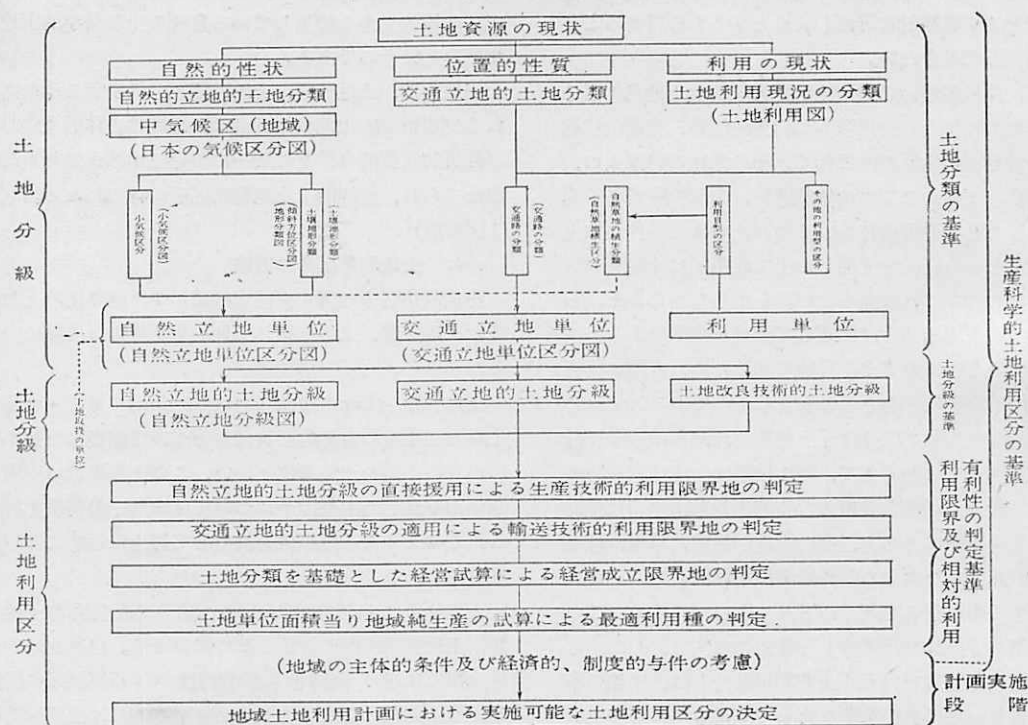 土地資源の現状
自然的性状
位置的性質
利用の現状
自然的立地的土地分類
交通立地的土地分類
土地利用現況の分類
(土地利用図)
中気候区(地域)
(日本の気候区分図)
小気候区分
(小気候区分図)
地形分類図
(傾斜方位区分図)
土壌地形分類
交通路の分類
(交通路の分類)
利用目型の区分
自然立地単位
(自然立地単位区分図)
交通立地単位
(交通立地単位区分図)
利用単位
自然立地的土地分級
(自然立地分級図)
交通立地的土地分級
土地改良技術的土地分級
自然立地的土地分級の直接援用による生産技術的利用限界地の判定
交通立地的土地分級の適用による輸送技術的利用限界地の判定
土地分類を基礎とした経営試算による経営成立限界地の判定
土地単位面積当り地域純生産の試算による最適利用種の判定
(地域の主体的条件及び経済的、制度的与件の考慮)
地域土地利用計画における実施可能な土地利用区分の決定
土地分級
土地分級
土地利用区分
土地分類の基準
土地分級の基準
利用限界及び相対的利用
有利性の判定基準
生産科学的土地利用区分の基準
計画実施
段階